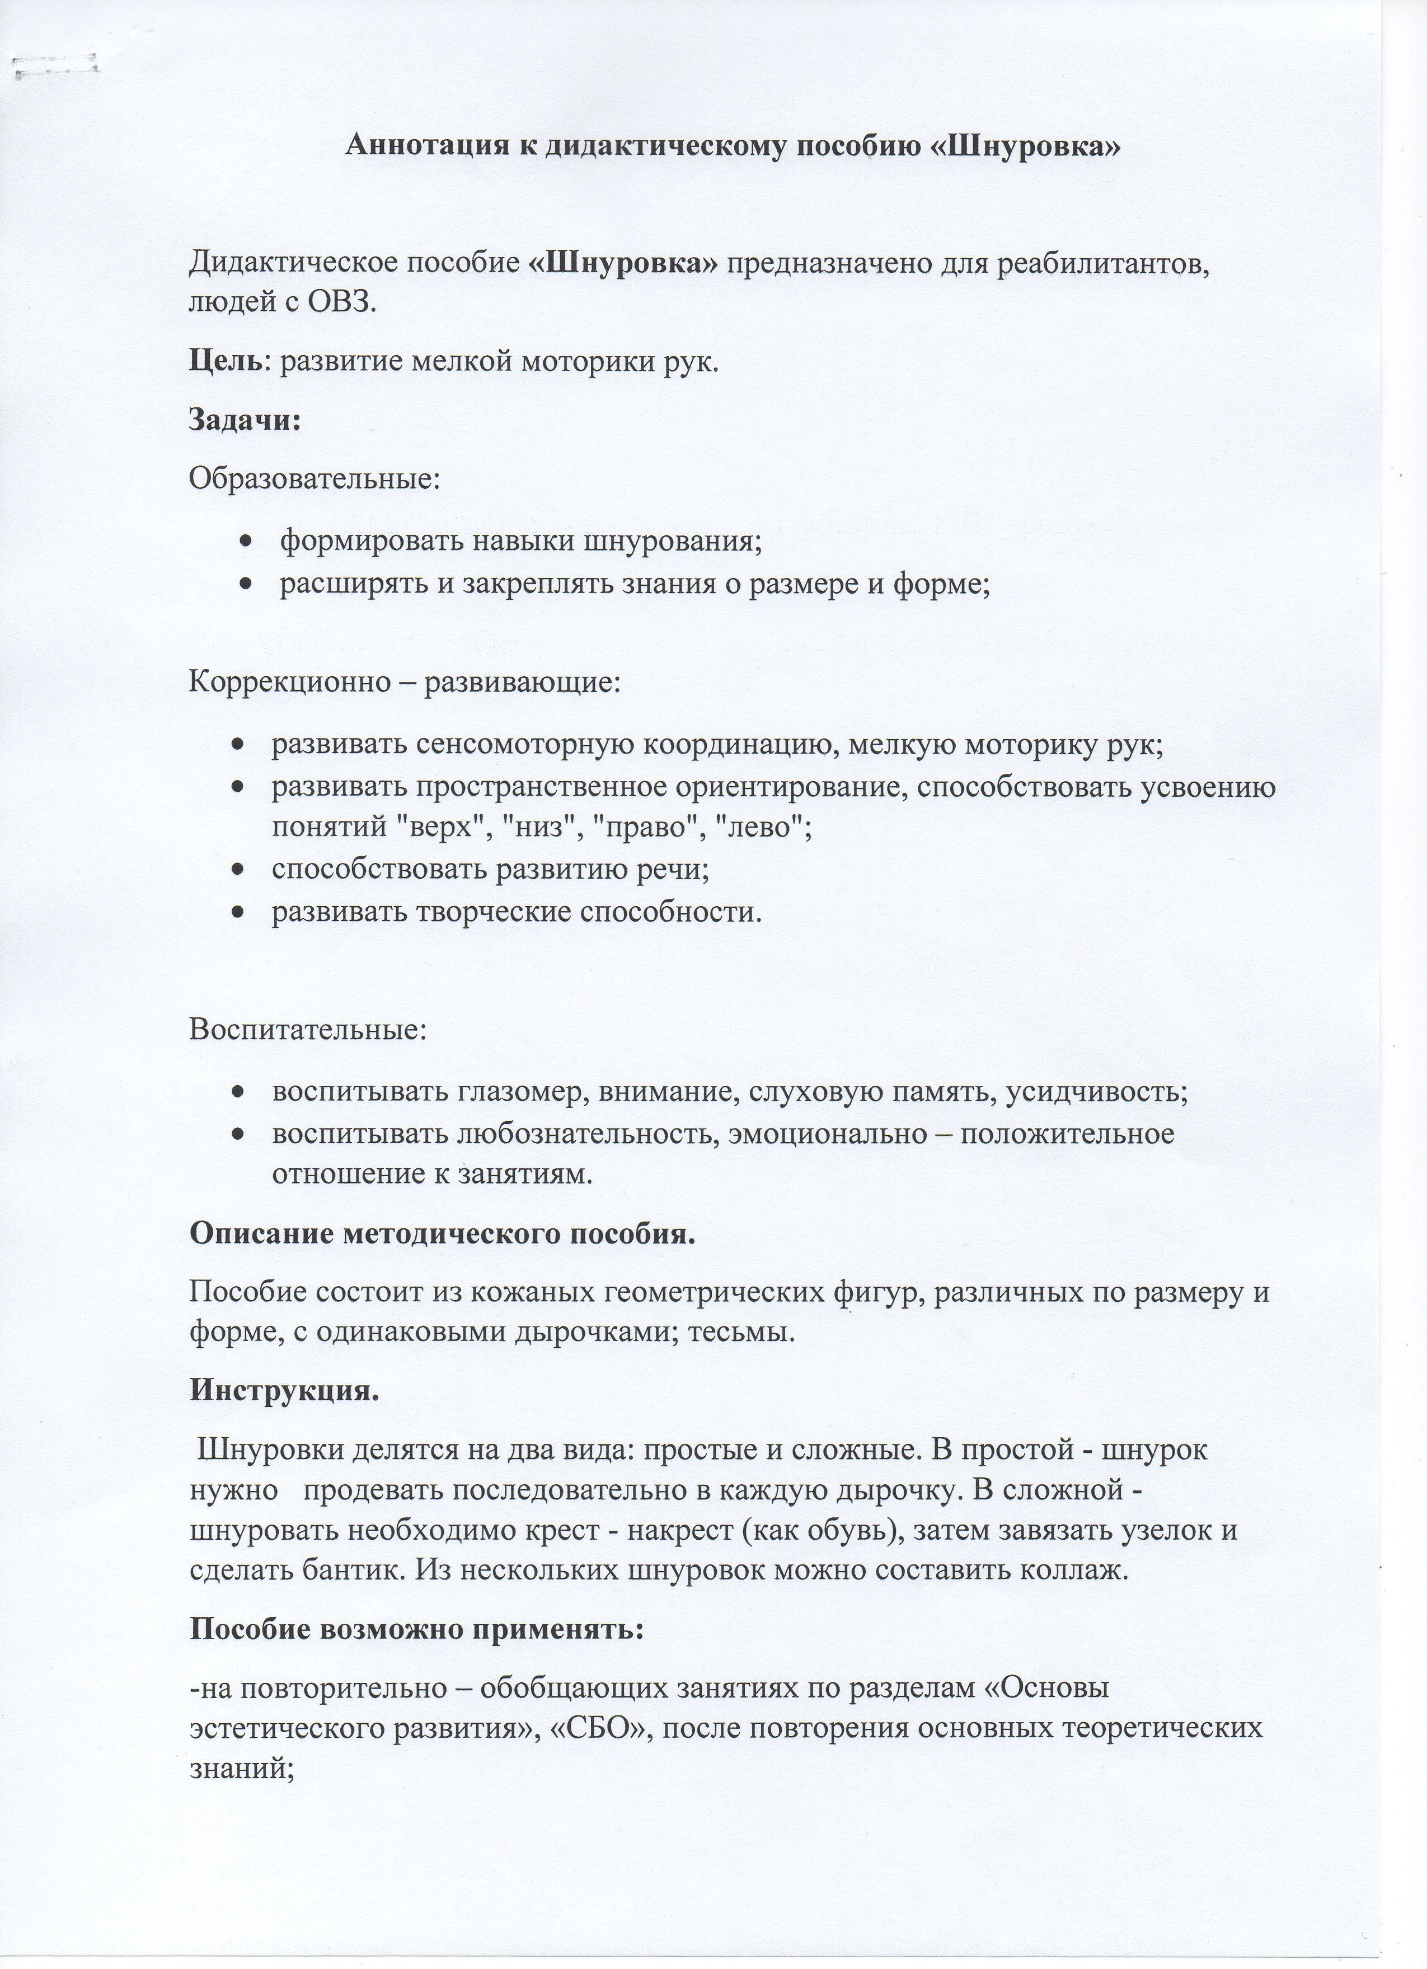 Аннотация к дидактическому пособию «Шнуровка»
Дидактическое пособие «Шнуровка» предназначено для реабилитантов,
людей с ОВЗ.
Цель: развитие мелкой моторики рук.
Задачи:
Образовательные:
• формировать навыки шнурования;
• расширять и закреплять знания о размере и форме;
Коррекционно – развивающие:
• развивать сенсомоторную координацию, мелкую моторику рук;
• развивать пространственное ориентирование, способствовать усвоению
понятий "верх", "низ", "право", "лево";
• способствовать развитию речи;
• развивать творческие способности.
Воспитательные:
• воспитывать глазомер, внимание, слуховую память, усидчивость;
• воспитывать любознательность, эмоционально – положительное
отношение к занятиям.
Описание методического пособия.
Пособие состоит из кожаных геометрических фигур, различных по размеру и
форме, с одинаковыми дырочками; тесьмы.
Инструкция.
Шнуровки делятся на два вида: простые и сложные. В простой - шнурок
нужно продевать последовательно в каждую дырочку. В сложной -
шнуровать необходимо крест - накрест (как обувь), затем завязать узелок и
сделать бантик. Из нескольких шнуровок можно составить коллаж.
Пособие возможно применять:
-на повторительно – обобщающих занятиях по разделам «Основы
эстетического развития», «СБО», после повторения основных теоретических
знаний;